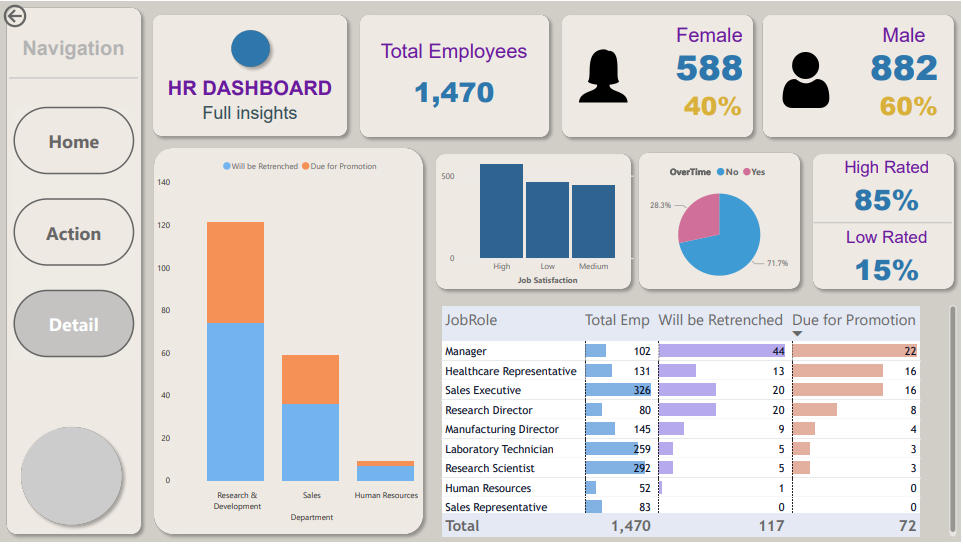 Navigation
Home
Action
Detail
HR DASHBOARD
Full insights
Total Employees
1,470
Female
588
40%
Male
882
60%
Will be Retrenched Due for Promotion
140
120
100
80
60
40
20
0
Research & Development
Sales
Human Resources
Department
500
0
High Low Medium
Job Satisfaction
OverTime No Yes
28.3%
71.7%
High Rated
85%
Low Rated
15%
JobRole Total Emp Will be Retrenched Due for Promotion
Manager 102 44 22
Healthcare Representative 131 13 16
Sales Executive 326 20 16
Research Director 80 20 8
Manufacturing Director 145 9 4
Laboratory Technician 259 5 3
Research Scientist 292 5 3
Human Resources 52 1 0
Sales Representative 83 0 0
Total 1,470 117 72